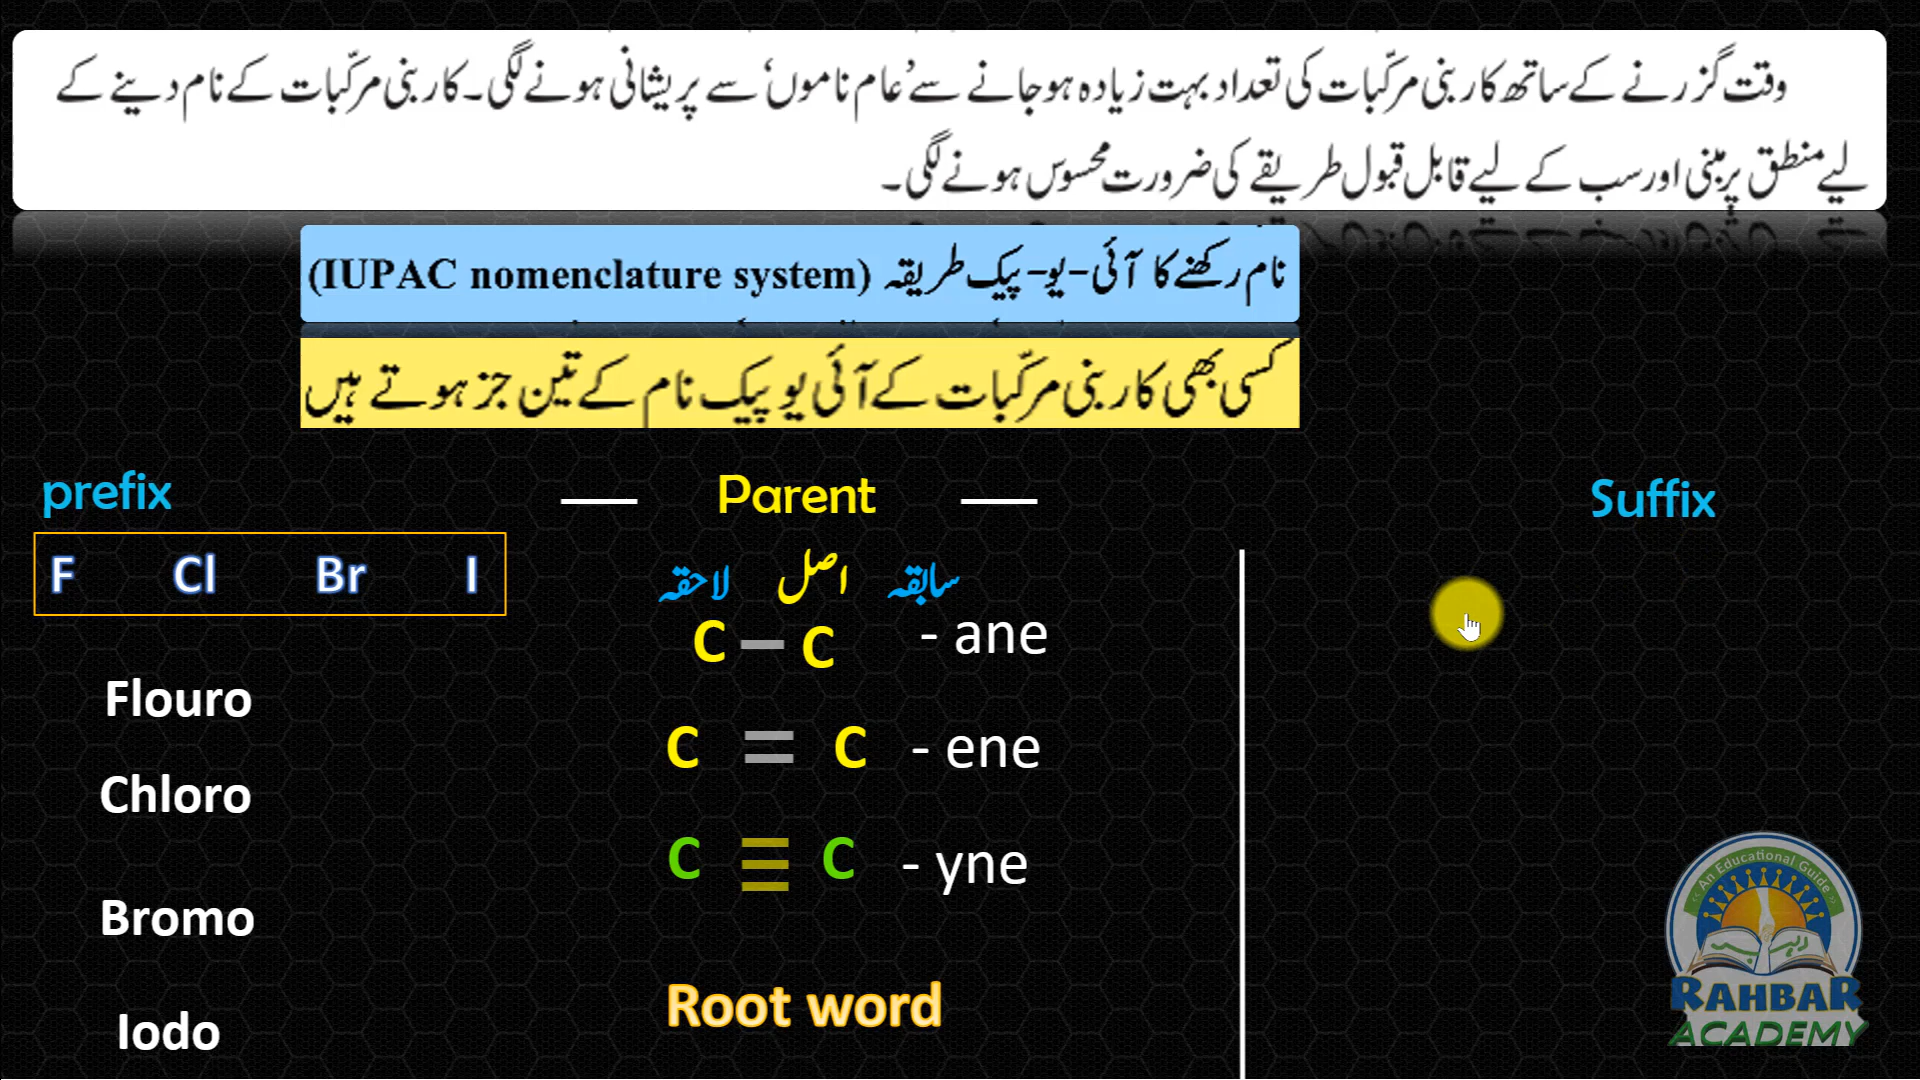 وقت گزرنے کے ساتھ کاربنی مرکّبات کی تعداد بہت زیادہ ہو جانے سے ’عام ناموں‘ سے پریشانی ہونے لگی۔ کاربنی مرکّبات کے نام دینے کے
لیے منطق پر مبنی اور سب کے لیے قابل قبول طریقے کی ضرورت محسوس ہونے لگی۔
نام رکھنے کا آئی-یو-پیک طریقہ (IUPAC nomenclature system)
کسی بھی کاربنی مرکّبات کے آئی یو پیک نام کے تین جز ہوتے ہیں
prefix — Parent — Suffix
F Cl Br I
سابقہ اصل لاحقہ
C – C - ane
Flouro
C = C - ene
Chloro
C ≡ C - yne
Bromo
Root word
Iodo
« An Educational Guide »
رہبر
RAHBAR
ACADEMY